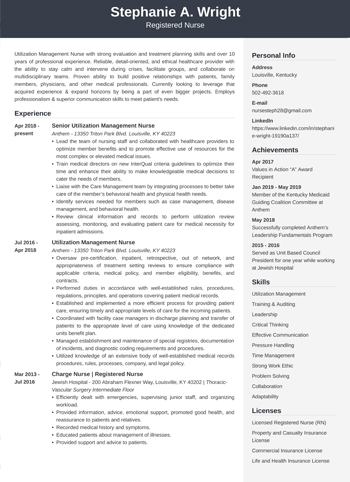 Stephanie A. Wright
Registered Nurse
Utilization Management Nurse with strong evaluation and treatment planning skills and over 10
years of professional experience. Reliable, detail-oriented, and ethical healthcare provider with
the ability to stay calm and intervene during crises, facilitate groups, and collaborate on
multidisciplinary teams. Proven ability to build positive relationships with patients, family
members, physicians, and other medical professionals. Currently looking to leverage that
acquired experience & expand horizons by being a part of even bigger projects. Employs
professionalism & superior communication skills to meet patient's needs.
Experience
Apr 2018 -
present
Senior Utilization Management Nurse
Anthem - 13350 Triton Park Blvd. Louisville, KY 40223
• Lead the team of nursing staff and collaborated with healthcare providers to
optimize member benefits and to promote effective use of resources for the
most complex or elevated medical issues.
• Train medical directors on new InterQual criteria guidelines to optimize their
time and enhance their ability to make knowledgeable medical decisions to
cater the needs of members.
• Liaise with the Care Management team by integrating processes to better take
care of the member's behavioral health and physical health needs.
• Identify services needed for members such as case management, disease
management, and behavioral health.
• Review clinical information and records to perform utilization review
assessing, monitoring, and evaluating patient care for medical necessity for
inpatient admissions.
Jul 2016 -
Apr 2018
Utilization Management Nurse
Anthem - 13350 Triton Park Blvd. Louisville, KY 40223
• Oversaw pre-certification, inpatient, retrospective, out of network, and
appropriateness of treatment setting reviews to ensure compliance with
applicable criteria, medical policy, and member eligibility, benefits, and
contracts.
• Performed duties in accordance with well-established rules, procedures,
regulations, principles, and operations covering patient medical records.
• Established and implemented a more efficient process for providing patient
care, ensuring timely and appropriate levels of care for the incoming patients.
• Coordinated with facility case managers in discharge planning and transfer of
patients to the appropriate level of care using knowledge of the dedicated
unit benefit plan.
• Managed establishment and maintenance of special registries, documentation
of incidents, and diagnostic coding requirements and procedures.
• Utilized knowledge of an extensive body of well-established medical records
procedures, rules, processes, company, and legal policy.
Mar 2013 -
Jul 2016
Charge Nurse | Registered Nurse
Jewish Hospital - 200 Abraham Flexner Way, Louisville, KY 40202 | Thoracic-
Vascular Surgery Intermediate Floor
• Efficiently dealt with emergencies, supervising junior staff, and organizing
workload.
• Provided information, advice, emotional support, promoted good health, and
reassurance to patients and relatives.
• Recorded medical history and symptoms.
• Educated patients about management of illnesses.
• Provided support and advice to patients.
Personal Info
Address
Louisville, Kentucky
Phone
502-492-3618
E-mail
nursesteph28@gmail.com
LinkedIn
https://www.linkedin.com/in/stephani
e-wright-19190a137/
Achievements
Apr 2017
Values in Action "A" Award
Recipient
Jan 2019 - May 2019
Member of the Kentucky Medicaid
Guiding Coalition Committee at
Anthem
May 2018
Successfully completed Anthem's
Leadership Fundamentals Program
2015 - 2016
Served as Unit Based Council
President for one year while working
at Jewish Hospital
Skills
Utilization Management
Training & Auditing
Leadership
Critical Thinking
Effective Communication
Pressure Handling
Time Management
Strong Work Ethic
Problem Solving
Collaboration
Adaptability
Licenses
Licensed Registered Nurse (RN)
Property and Casualty Insurance
License
Commercial Insurance License
Life and Health Insurance License